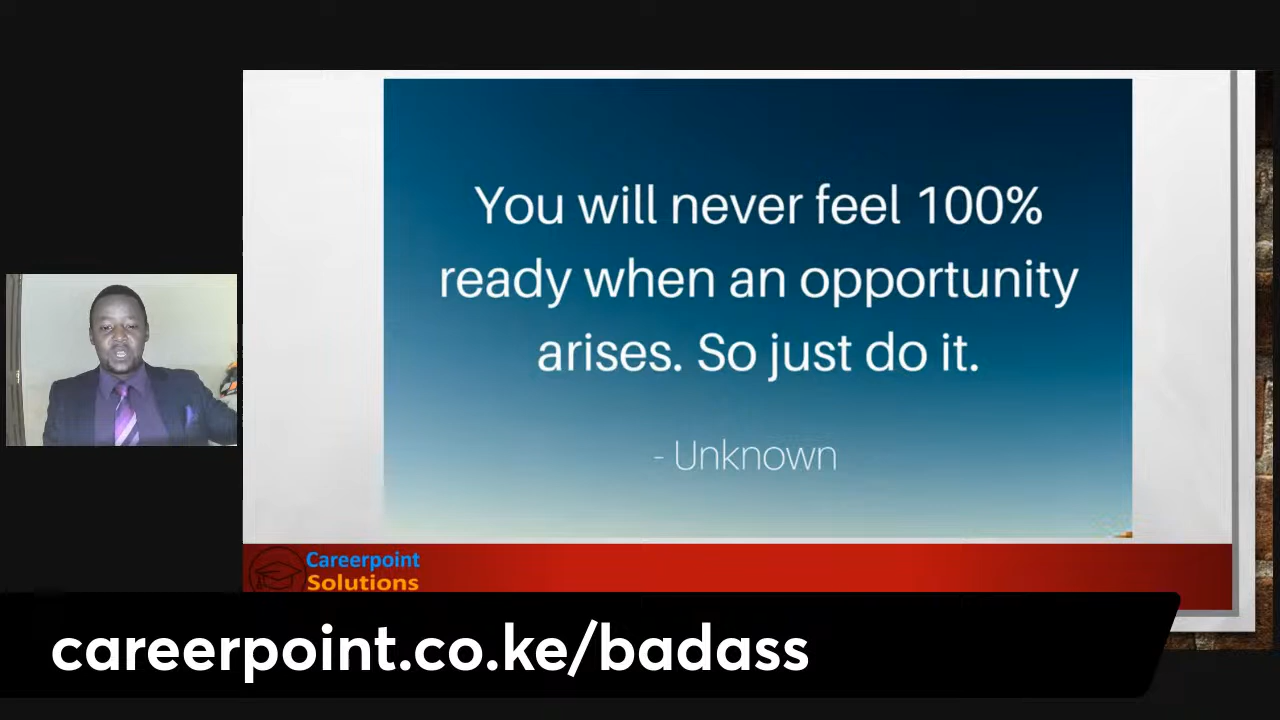 You will never feel 100%
ready when an opportunity
arises. So just do it.
- Unknown
Careerpoint
Solutions
careerpoint.co.ke/badass